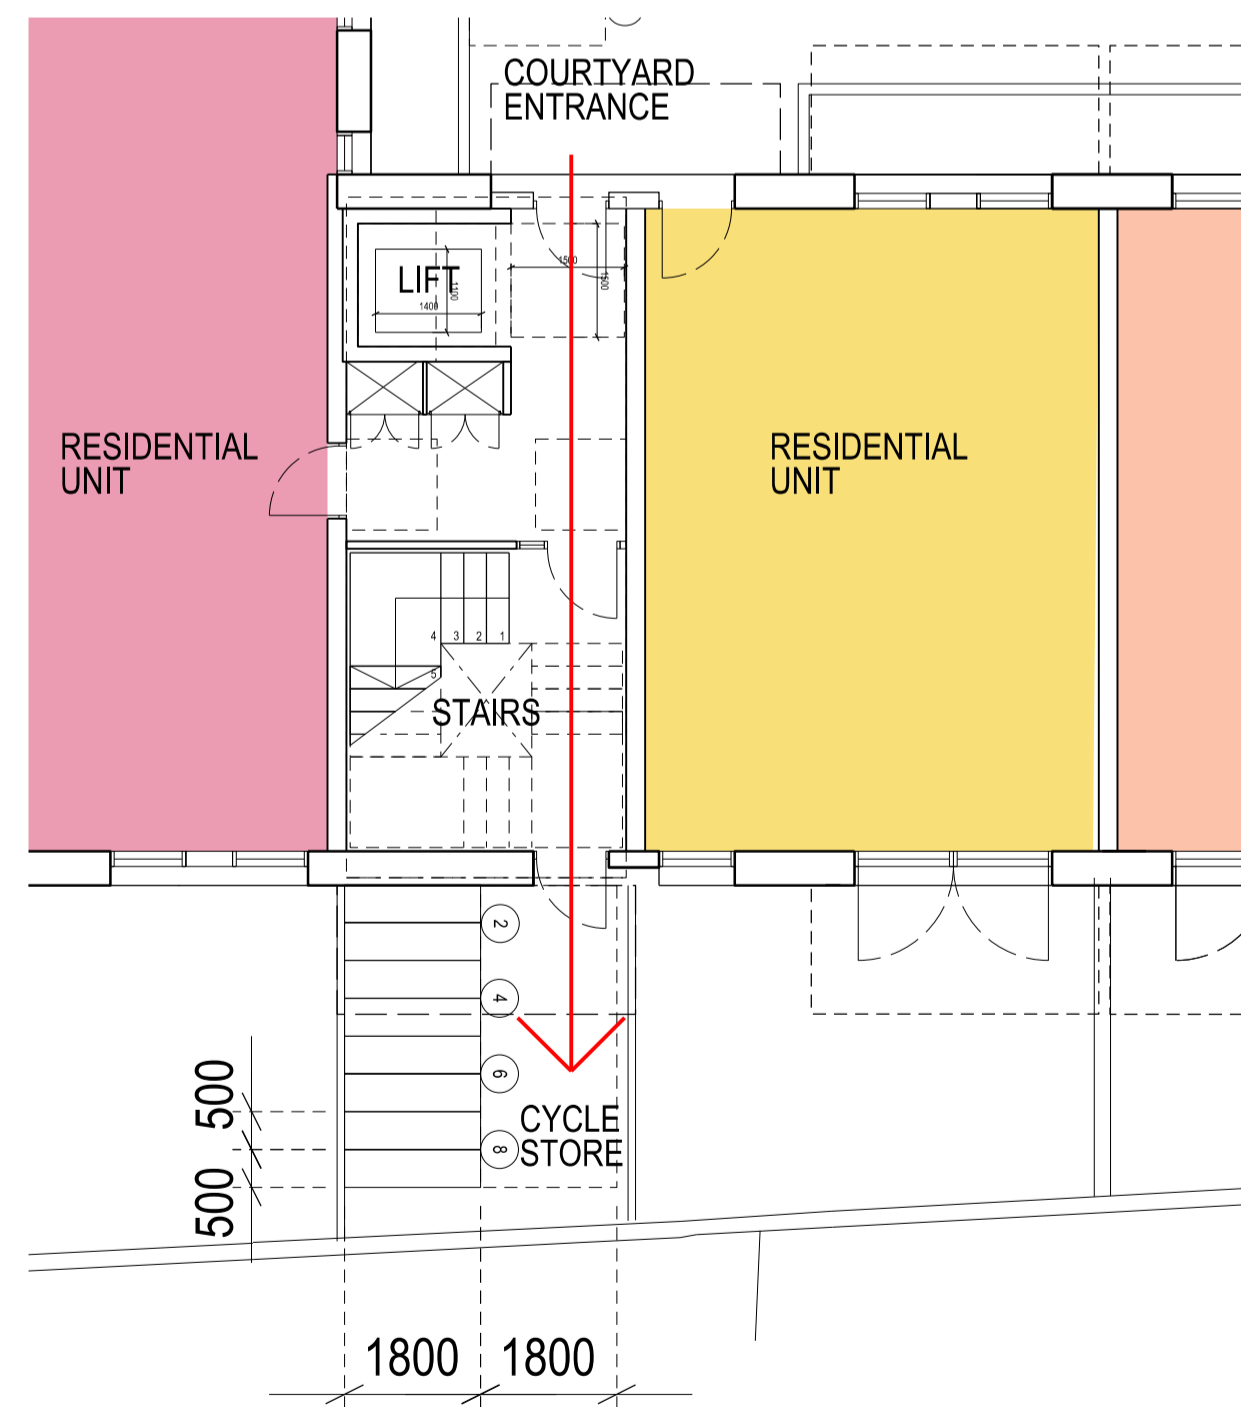 COURTYARD
ENTRANCE
1500
1500
LIFT
1100
1400
RESIDENTIAL
UNIT
RESIDENTIAL
UNIT
4 3 2 1
5
STAIRS
2
4
6
8
CYCLE
STORE
500
500
1800 1800